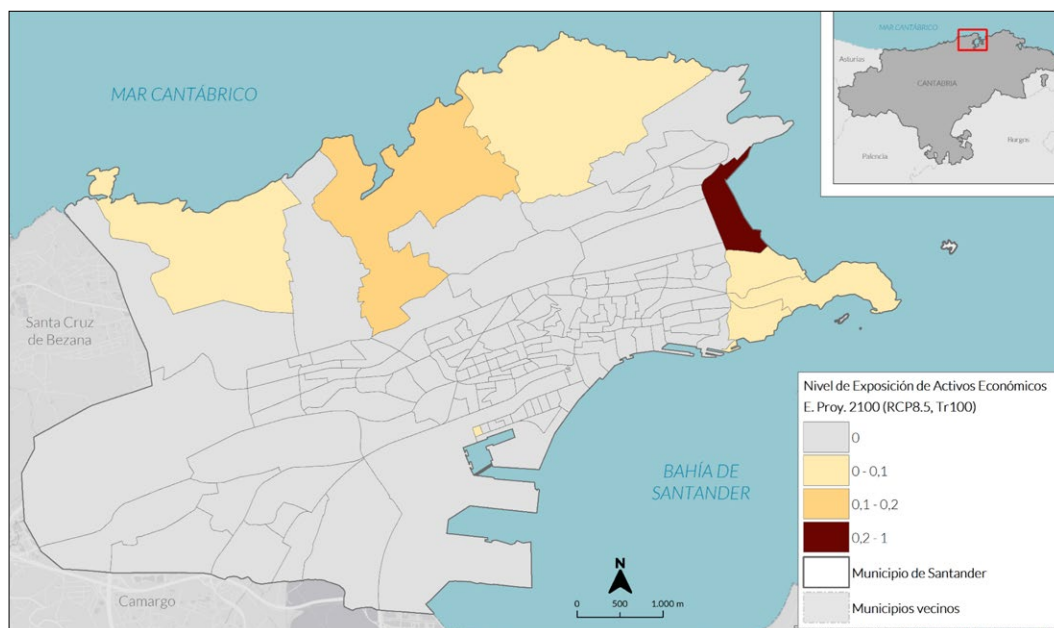 MAR CANTÁBRICO
MAR CANTÁBRICO
Asturias
CANTABRIA
Palencia
Burgos
Santa Cruz
de Bezana
BAHÍA DE
SANTANDER
Camargo
N
0 500 1.000 m
Nivel de Exposición de Activos Económicos
E. Proy. 2100 (RCP8.5, Tr100)
0
0 - 0,1
0,1 - 0,2
0,2 - 1
Municipio de Santander
Municipios vecinos